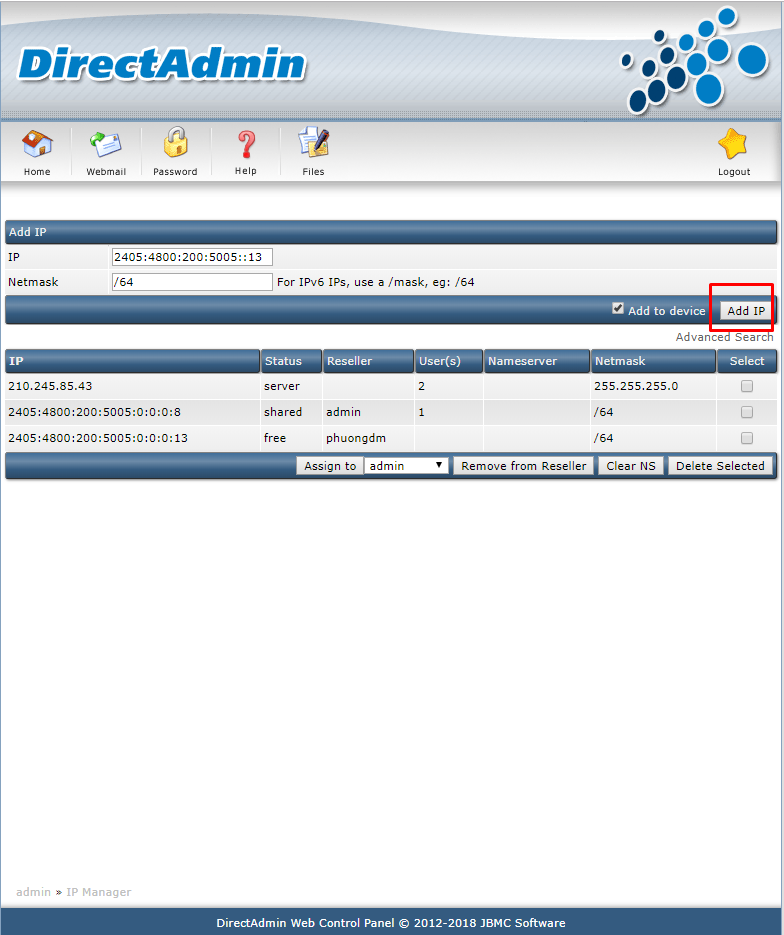 DirectAdmin
Home Webmail Password Help Files Logout
Add IP
IP 2405:4800:200:5005::13
Netmask /64 For IPv6 IPs, use a /mask, eg: /64
Add to device Add IP
Advanced Search
IP Status Reseller User(s) Nameserver Netmask Select
210.245.85.43 server 2 255.255.255.0
2405:4800:200:5005:0:0:0:8 shared admin 1 /64
2405:4800:200:5005:0:0:0:13 free phuongdm /64
Assign to admin Remove from Reseller Clear NS Delete Selected
admin » IP Manager
DirectAdmin Web Control Panel © 2012-2018 JBMC Software